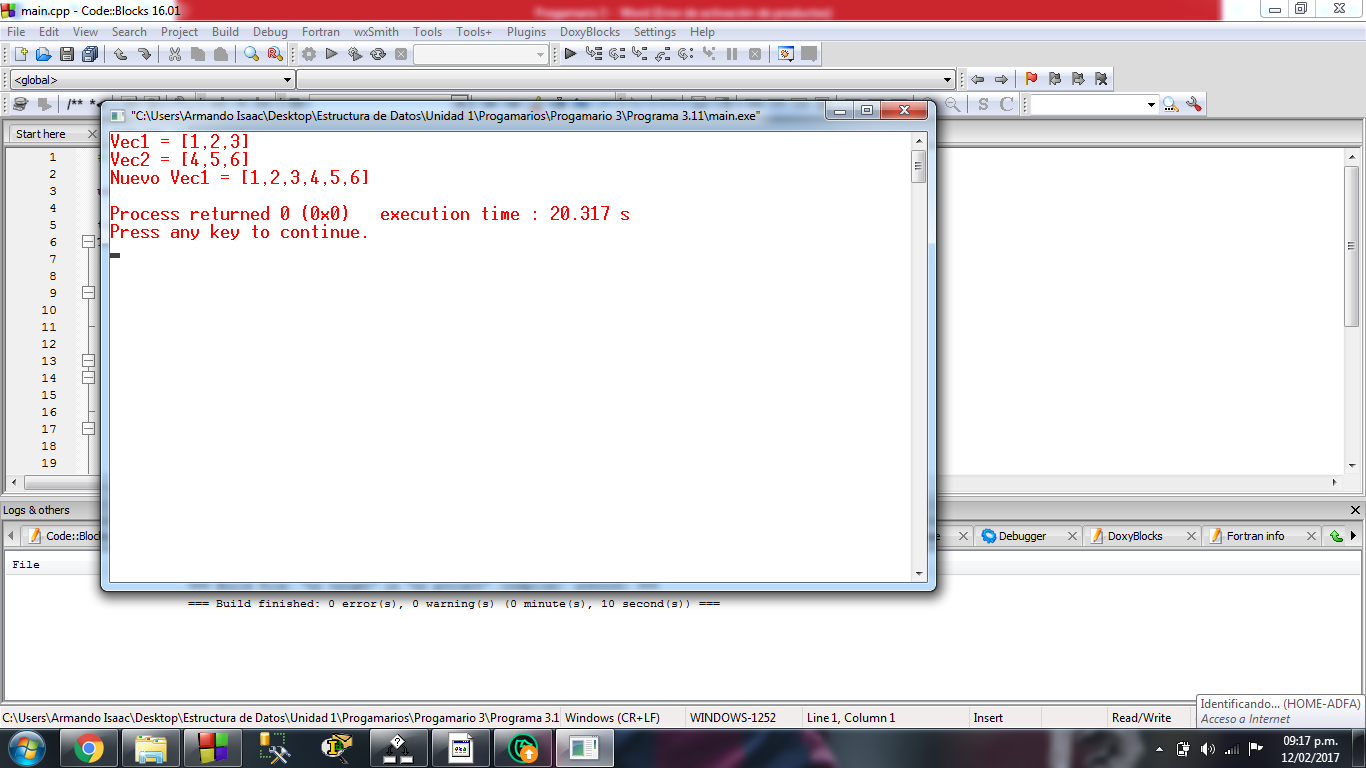 main.cpp - Code::Blocks 16.01
File Edit View Search Project Build Debug Fortran wxSmith Tools Tools+ Plugins DoxyBlocks Settings Help
<global>
/** *
S C
"C:\Users\Armando Isaac\Desktop\Estructura de Datos\Unidad 1\Progamarios\Progamario 3\Programa 3.11\main.exe"
Start here
Vec1 = [1,2,3]
Vec2 = [4,5,6]
Nuevo Vec1 = [1,2,3,4,5,6]
Process returned 0 (0x0)   execution time : 20.317 s
Press any key to continue.
1
2
3
4
5
6
7
8
9
10
11
12
13
14
15
16
17
18
19
Logs & others
Code::Bloc
Debugger
DoxyBlocks
Fortran info
File
=== Build finished: 0 error(s), 0 warning(s) (0 minute(s), 10 second(s)) ===
Identificando... (HOME-ADFA)
Acceso a Internet
C:\Users\Armando Isaac\Desktop\Estructura de Datos\Unidad 1\Progamarios\Progamario 3\Programa 3.1 Windows (CR+LF) WINDOWS-1252 Line 1, Column 1 Insert Read/Write
09:17 p.m.
12/02/2017